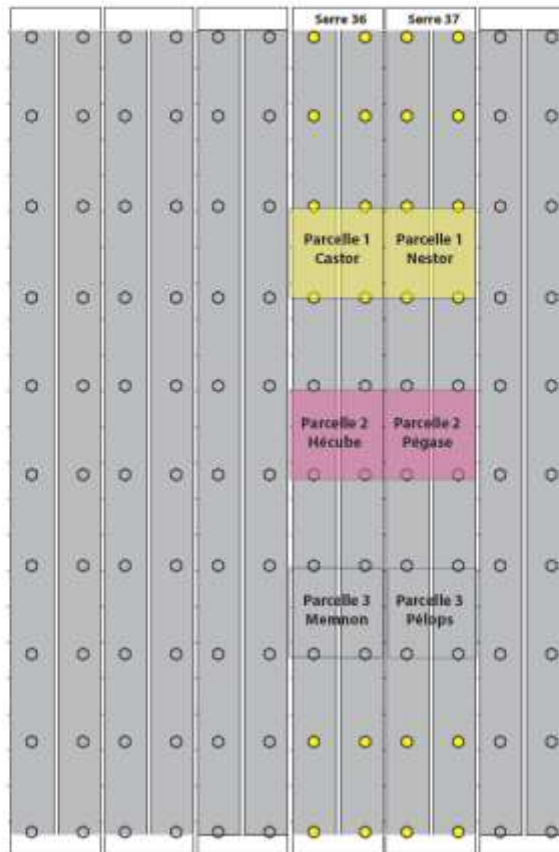 Serre 36 Serre 37
Parcelle 1 Parcelle 1
Castor Nestor
Parcelle 2 Parcelle 2
Hécube Pégase
Parcelle 3 Parcelle 3
Memnon Pélops